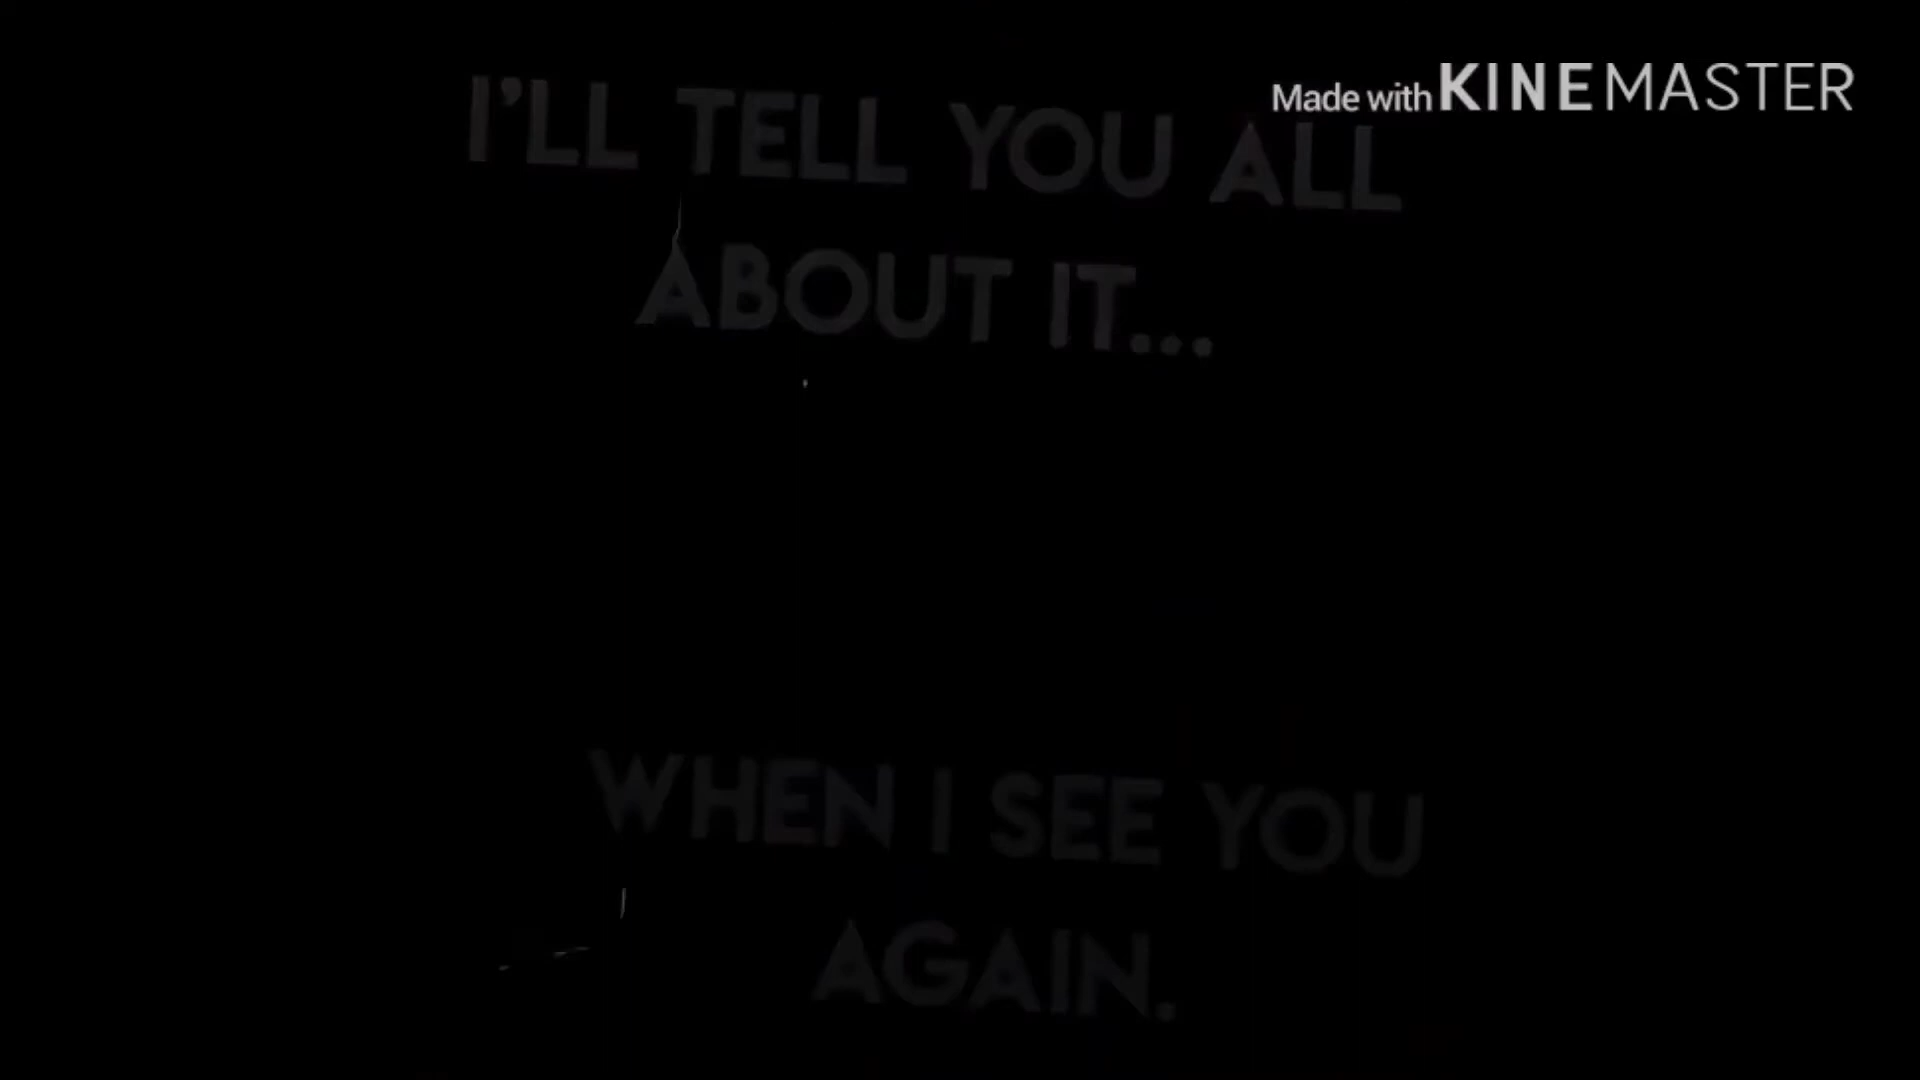 Made with KINEMASTER
I'LL TELL YOU ALL
ABOUT IT...
WHEN I SEE YOU
AGAIN.